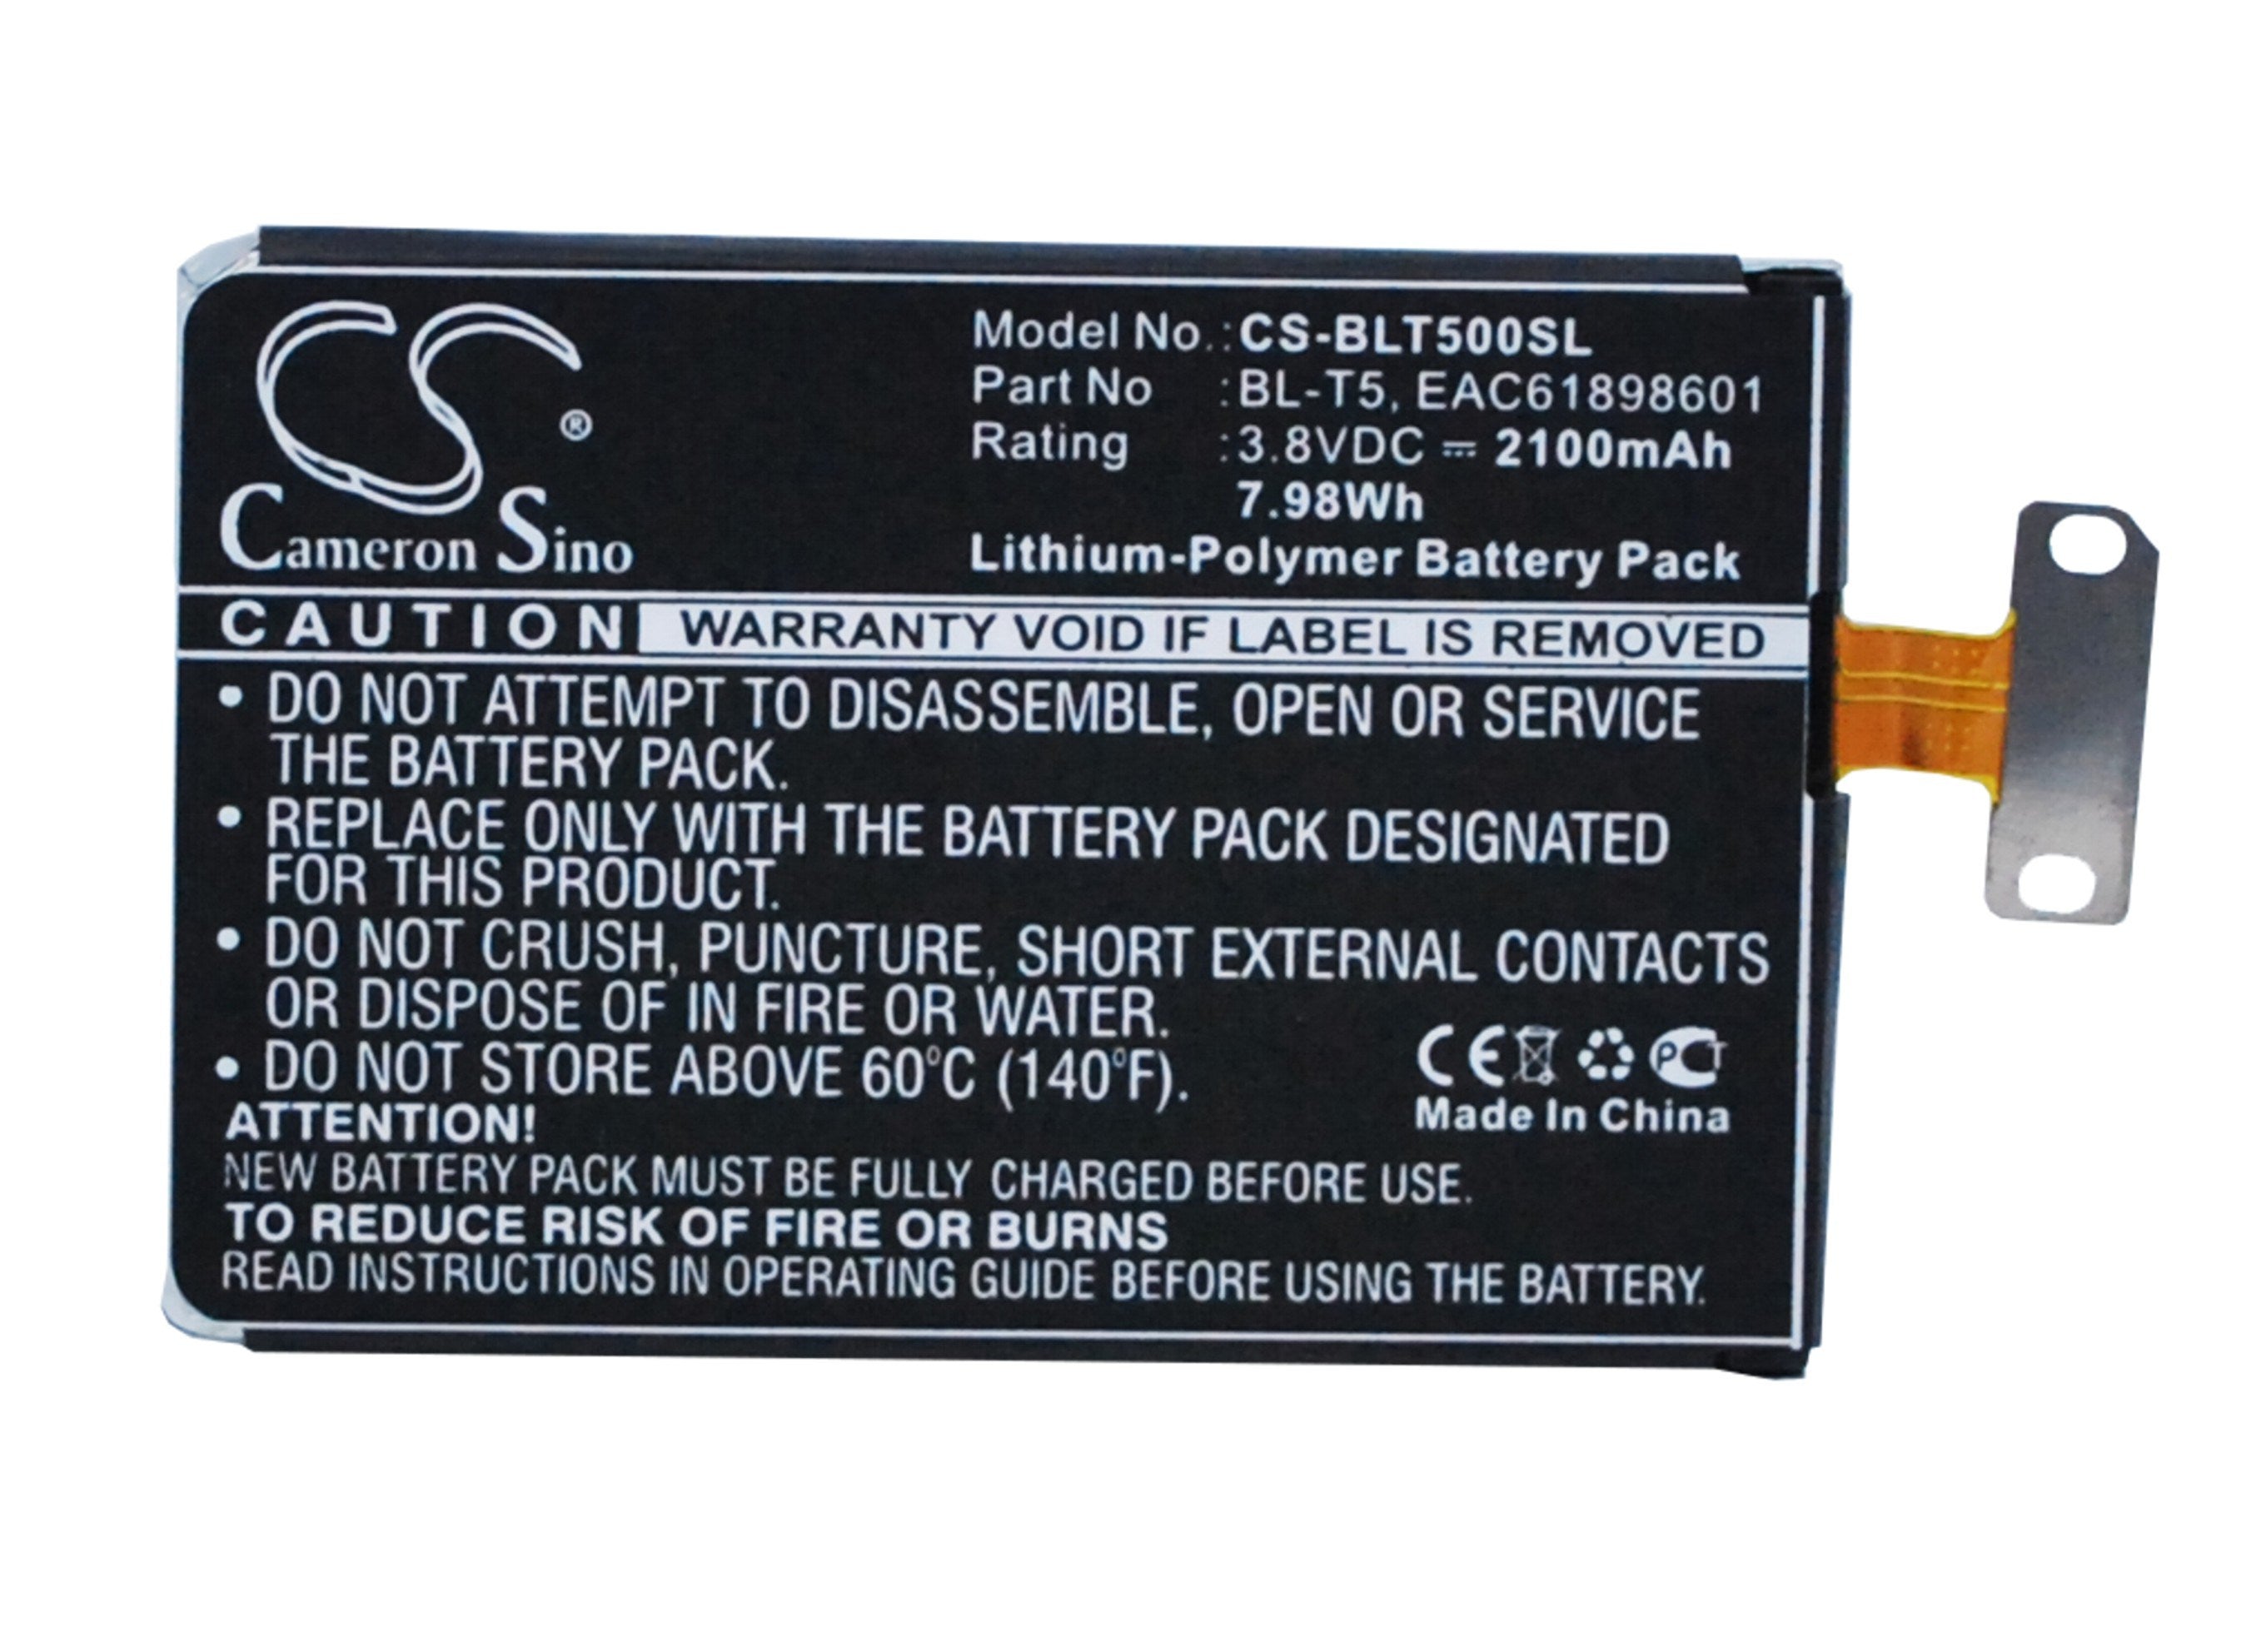 CS®
Cameron Sino
Model No.:CS-BLT500SL
Part No :BL-T5, EAC61898601
Rating :3.8VDC ⎓ 2100mAh
7.98Wh
Lithium-Polymer Battery Pack
CAUTION WARRANTY VOID IF LABEL IS REMOVED
• DO NOT ATTEMPT TO DISASSEMBLE, OPEN OR SERVICE
THE BATTERY PACK.
• REPLACE ONLY WITH THE BATTERY PACK DESIGNATED
FOR THIS PRODUCT.
• DO NOT CRUSH, PUNCTURE, SHORT EXTERNAL CONTACTS
OR DISPOSE OF IN FIRE OR WATER.
• DO NOT STORE ABOVE 60°C (140°F).
CE PCT
Made In China
ATTENTION!
NEW BATTERY PACK MUST BE FULLY CHARGED BEFORE USE.
TO REDUCE RISK OF FIRE OR BURNS
READ INSTRUCTIONS IN OPERATING GUIDE BEFORE USING THE BATTERY.